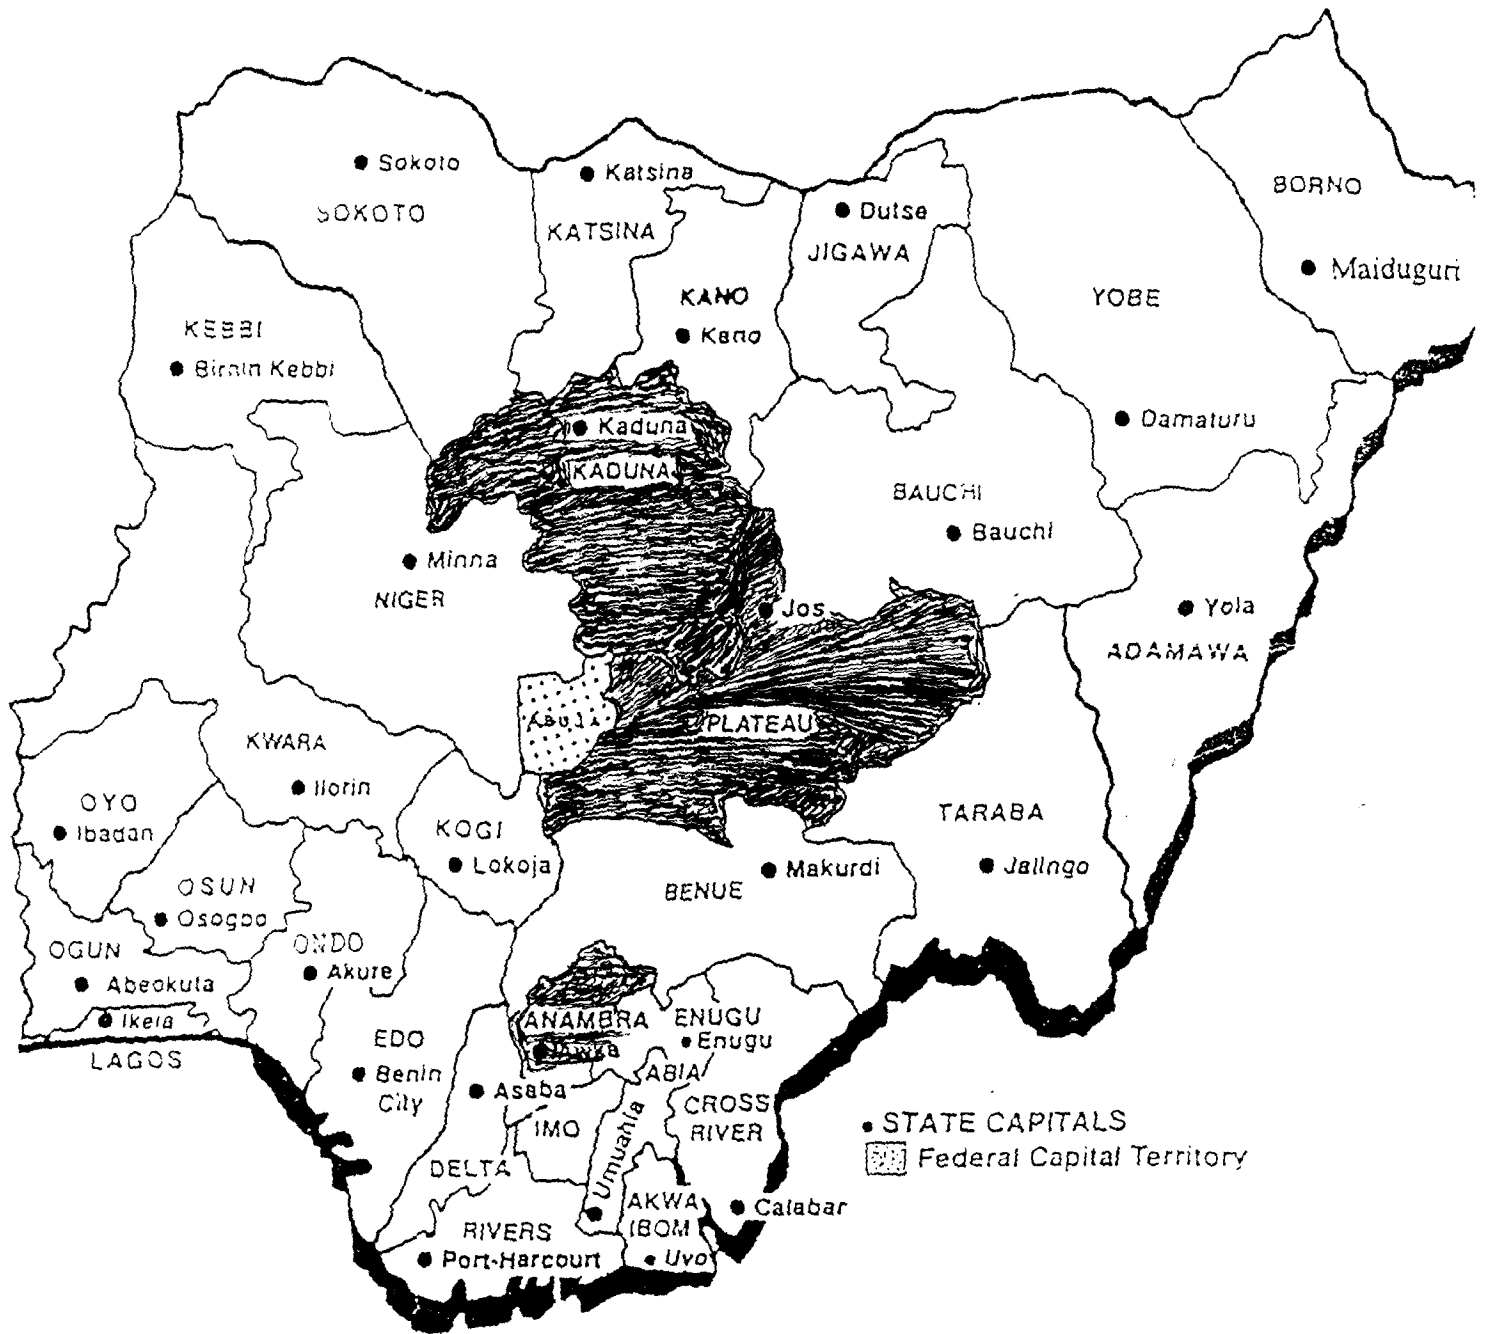 Sokoto
SOKOTO
Katsina
KATSINA
Dutse
JIGAWA
BORNO
Maiduguri
KANO
Kano
YOBE
KEBBI
Birnin Kebbi
Kaduna
KADUNA
Damaturu
BAUCHI
Bauchi
Minna
NIGER
Jos
Yola
ADAMAWA
Abuja
PLATEAU
KWARA
Ilorin
OYO
Ibadan
KOGI
Lokoja
TARABA
Jalingo
Makurdi
BENUE
OSUN
Osogbo
OGUN
Abeokuta
ONDO
Akure
Ikeja
LAGOS
ANAMBRA
Awka
ENUGU
Enugu
EDO
Benin
City
Asaba
ABIA
IMO
Umuahia
CROSS
RIVER
DELTA
AKWA
IBOM
Uyo
Calabar
RIVERS
Port-Harcourt
STATE CAPITALS
Federal Capital Territory